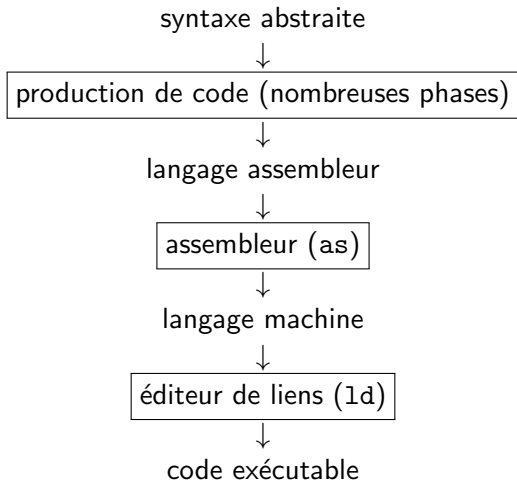 syntaxe abstraite
↓
production de code (nombreuses phases)
↓
langage assembleur
↓
assembleur (as)
↓
langage machine
↓
éditeur de liens (ld)
↓
code exécutable